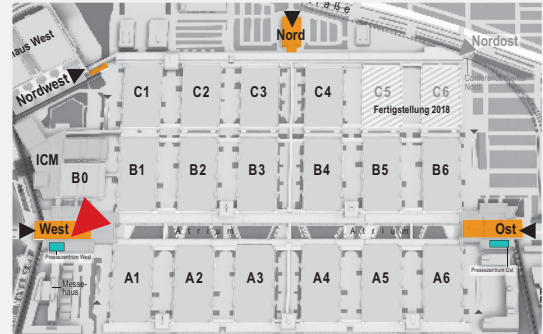 haus West
Nord
Nordost
Nordwest
C1 C2 C3 C4 C5 C6
Fertigstellung 2018
Nord
ICM
B0 B1 B2 B3 B4 B5 B6
West
Atrium
Atrium
Ost
Pressezentrum West
Pressezentrum Ost
Messe-
haus
A1 A2 A3 A4 A5 A6